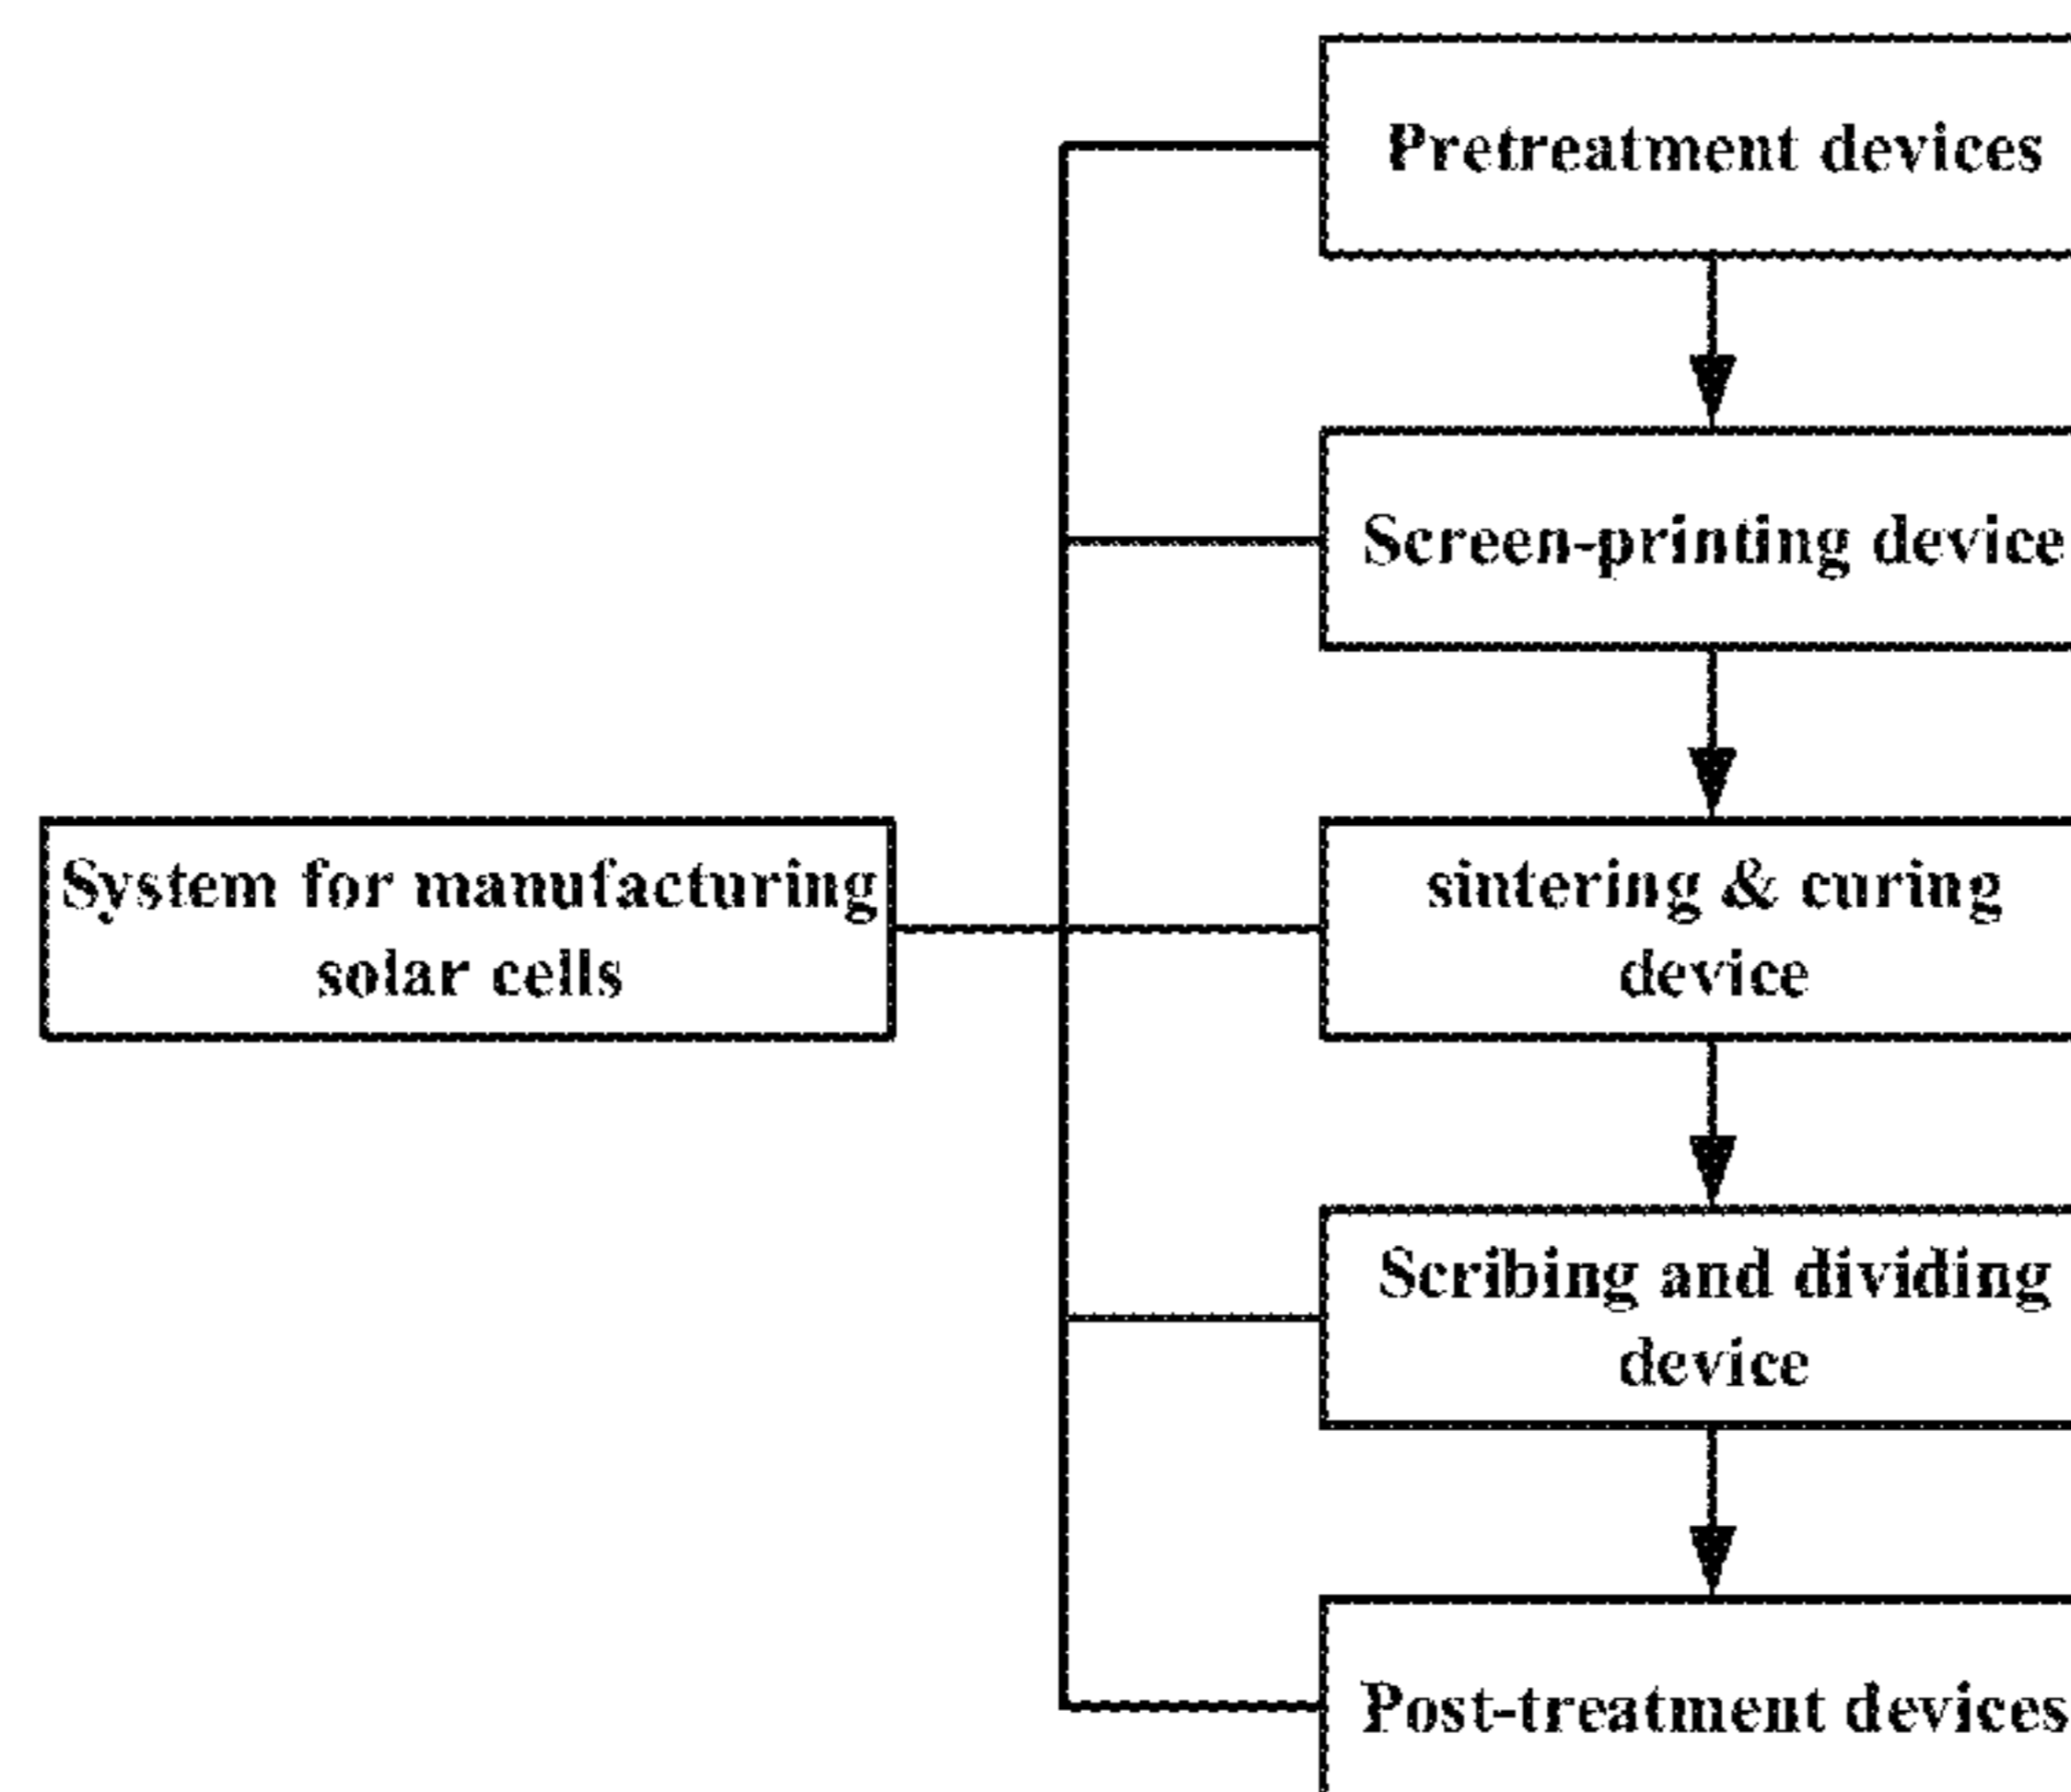 Pretreatment devices
Screen-printing device
System for manufacturing
solar cells
sintering & curing
device
Scribing and dividing
device
Post-treatment devices